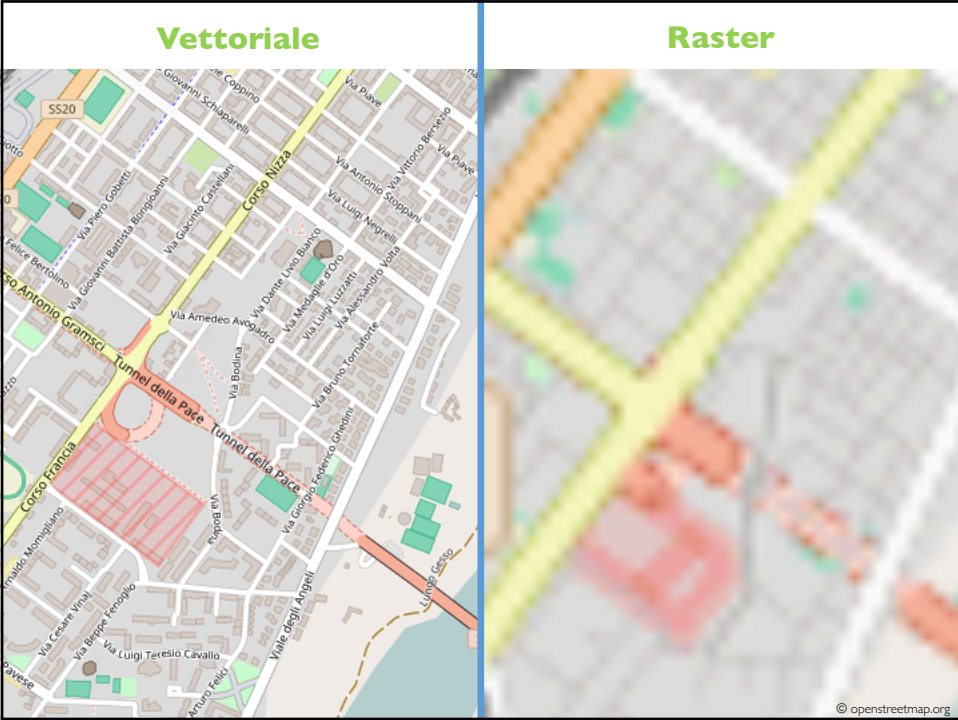 Vettoriale
Raster
SS20
Giovanni Schiaparelli
Coppino
Via Piave
Via Vittorio Bersezio
Via Piave
Via Antonio Stoppani
Via Luigi Negrelli
Corso Nizza
Via Piero Gobetti
Via Giovanni Battista Bongioanni
Via Giacinto Castellani
Felice Bertolino
Via Dante Livio Bianco
Via Medaglie d'Oro
Via Luigi Luzzatti
Via Alessandro Volta
Antonio Gramsci
Via Amedeo Avogadro
Via Bruno Tornaforte
Via Bodina
Tunnel della Pace
Tunnel della Pace
Via Giorgio Federico Ghedini
Corso Francia
Via Bodina
Momigliano
Via Cesare Vinaj
Via Beppe Fenoglio
Viale degli Angeli
Lungo Gesso
Via Luigi Teresio Cavallo
Pavese
Arturo Felici
© openstreetmap.org